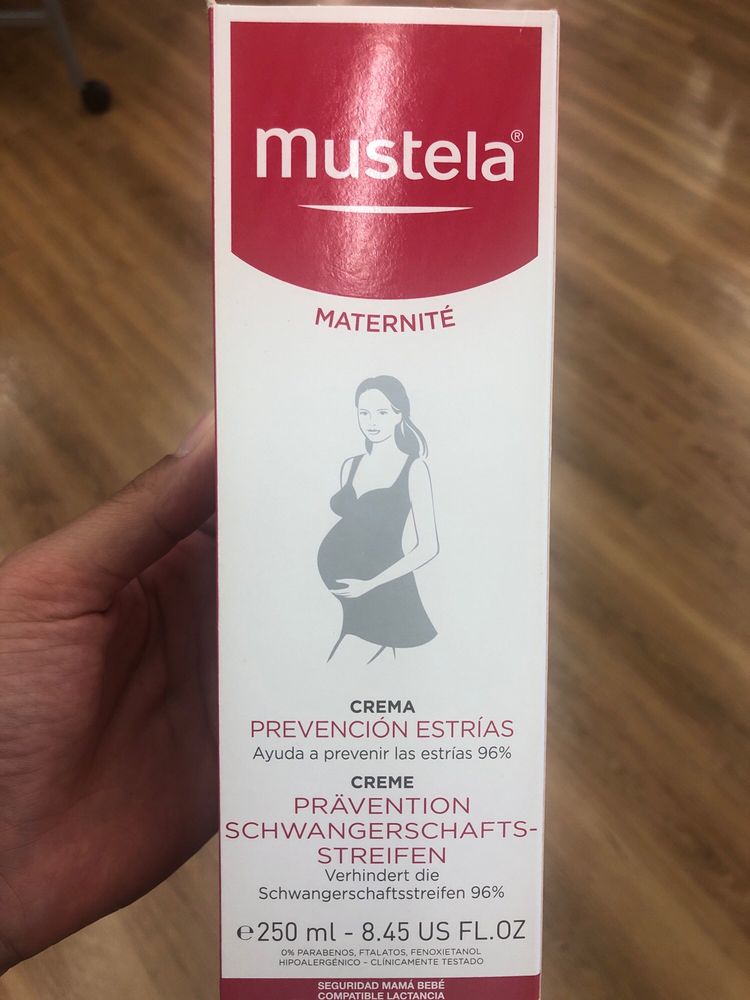 mustela®
MATERNITÉ
CREMA
PREVENCIÓN ESTRÍAS
Ayuda a prevenir las estrías 96%
CREME
PRÄVENTION
SCHWANGERSCHAFTS-
STREIFEN
Verhindert die
Schwangerschaftsstreifen 96%
℮250 ml - 8.45 US FL.OZ
0% PARABENOS, FTALATOS, FENOXIETANOL
HIPOALERGÉNICO - CLÍNICAMENTE TESTADO
SEGURIDAD MAMÁ BEBÉ
COMPATIBLE LACTANCIA